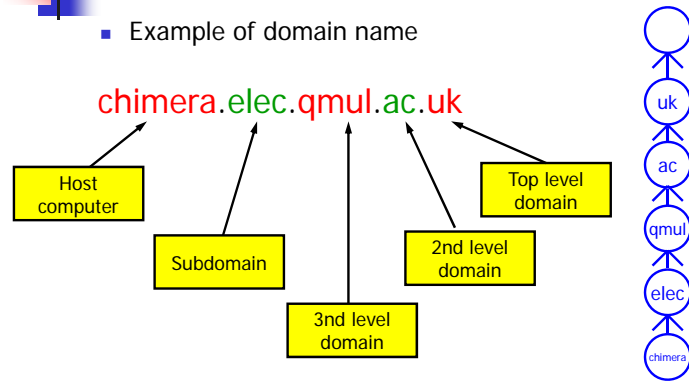 Example of domain name
chimera.elec.qmul.ac.uk
Host
computer
Subdomain
3nd level
domain
2nd level
domain
Top level
domain
uk
ac
qmul
elec
chimera